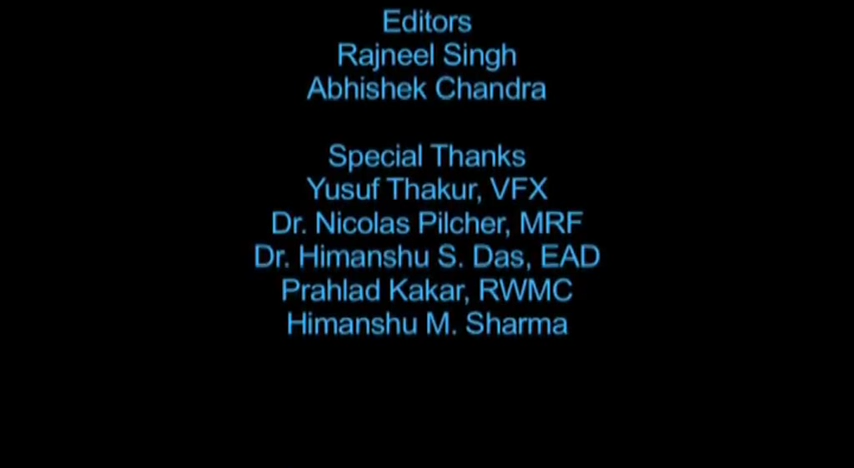 Editors
Rajneel Singh
Abhishek Chandra
Special Thanks
Yusuf Thakur, VFX
Dr. Nicolas Pilcher, MRF
Dr. Himanshu S. Das, EAD
Prahlad Kakar, RWMC
Himanshu M. Sharma